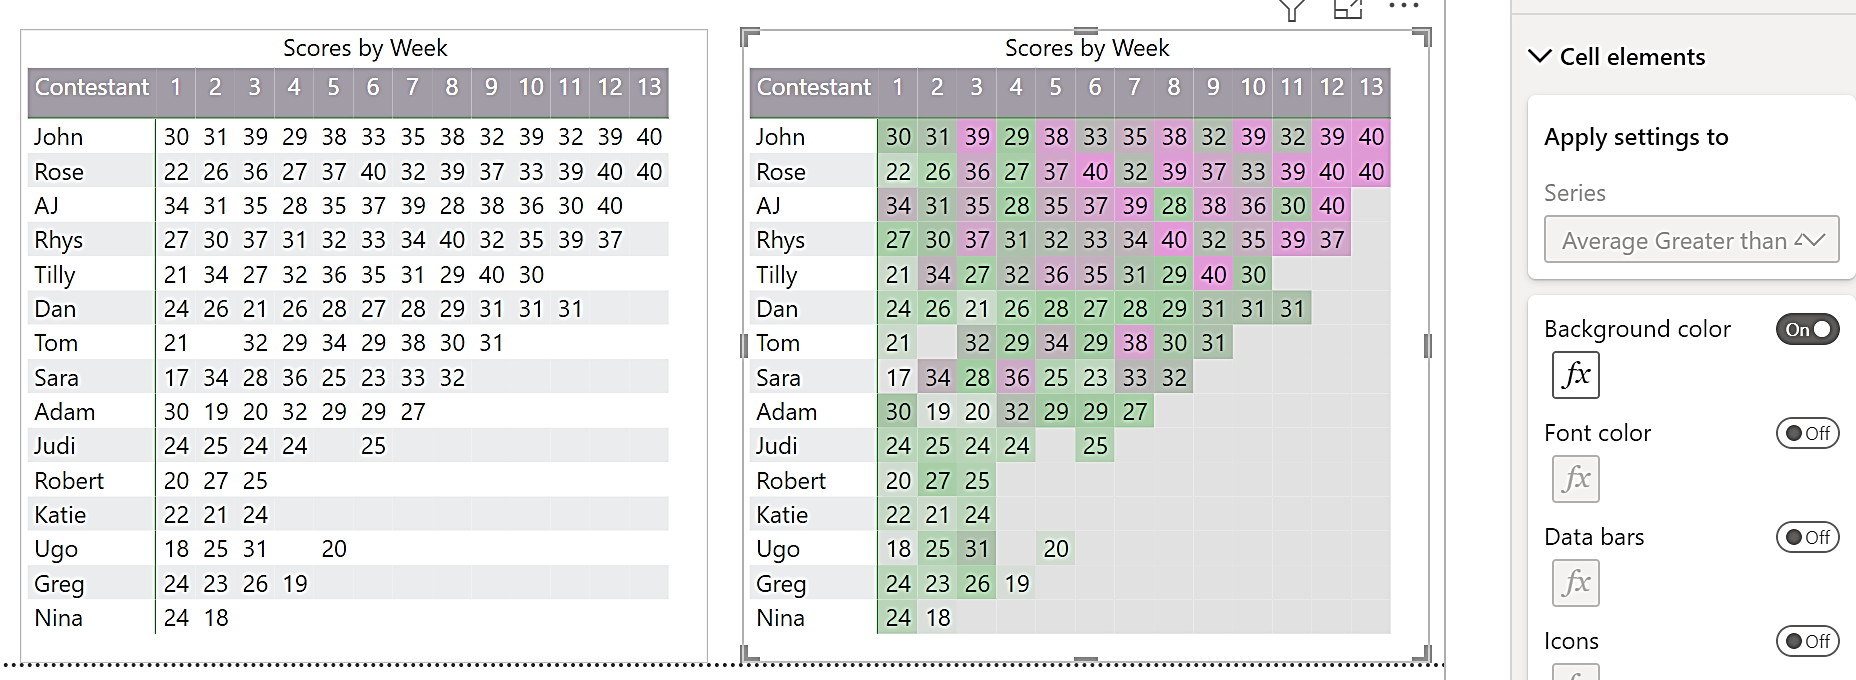 Scores by Week
Contestant 1 2 3 4 5 6 7 8 9 10 11 12 13
John 30 31 39 29 38 33 35 38 32 39 32 39 40
Rose 22 26 36 27 37 40 32 39 37 33 39 40 40
AJ 34 31 35 28 35 37 39 28 38 36 30 40
Rhys 27 30 37 31 32 33 34 40 32 35 39 37
Tilly 21 34 27 32 36 35 31 29 40 30
Dan 24 26 21 26 28 27 28 29 31 31 31
Tom 21 32 29 34 29 38 30 31
Sara 17 34 28 36 25 23 33 32
Adam 30 19 20 32 29 29 27
Judi 24 25 24 24 25
Robert 20 27 25
Katie 22 21 24
Ugo 18 25 31 20
Greg 24 23 26 19
Nina 24 18
Scores by Week
Contestant 1 2 3 4 5 6 7 8 9 10 11 12 13
John 30 31 39 29 38 33 35 38 32 39 32 39 40
Rose 22 26 36 27 37 40 32 39 37 33 39 40 40
AJ 34 31 35 28 35 37 39 28 38 36 30 40
Rhys 27 30 37 31 32 33 34 40 32 35 39 37
Tilly 21 34 27 32 36 35 31 29 40 30
Dan 24 26 21 26 28 27 28 29 31 31 31
Tom 21 32 29 34 29 38 30 31
Sara 17 34 28 36 25 23 33 32
Adam 30 19 20 32 29 29 27
Judi 24 25 24 24 25
Robert 20 27 25
Katie 22 21 24
Ugo 18 25 31 20
Greg 24 23 26 19
Nina 24 18
Cell elements
Apply settings to
Series
Average Greater than
Background color On
fx
Font color Off
fx
Data bars Off
fx
Icons Off